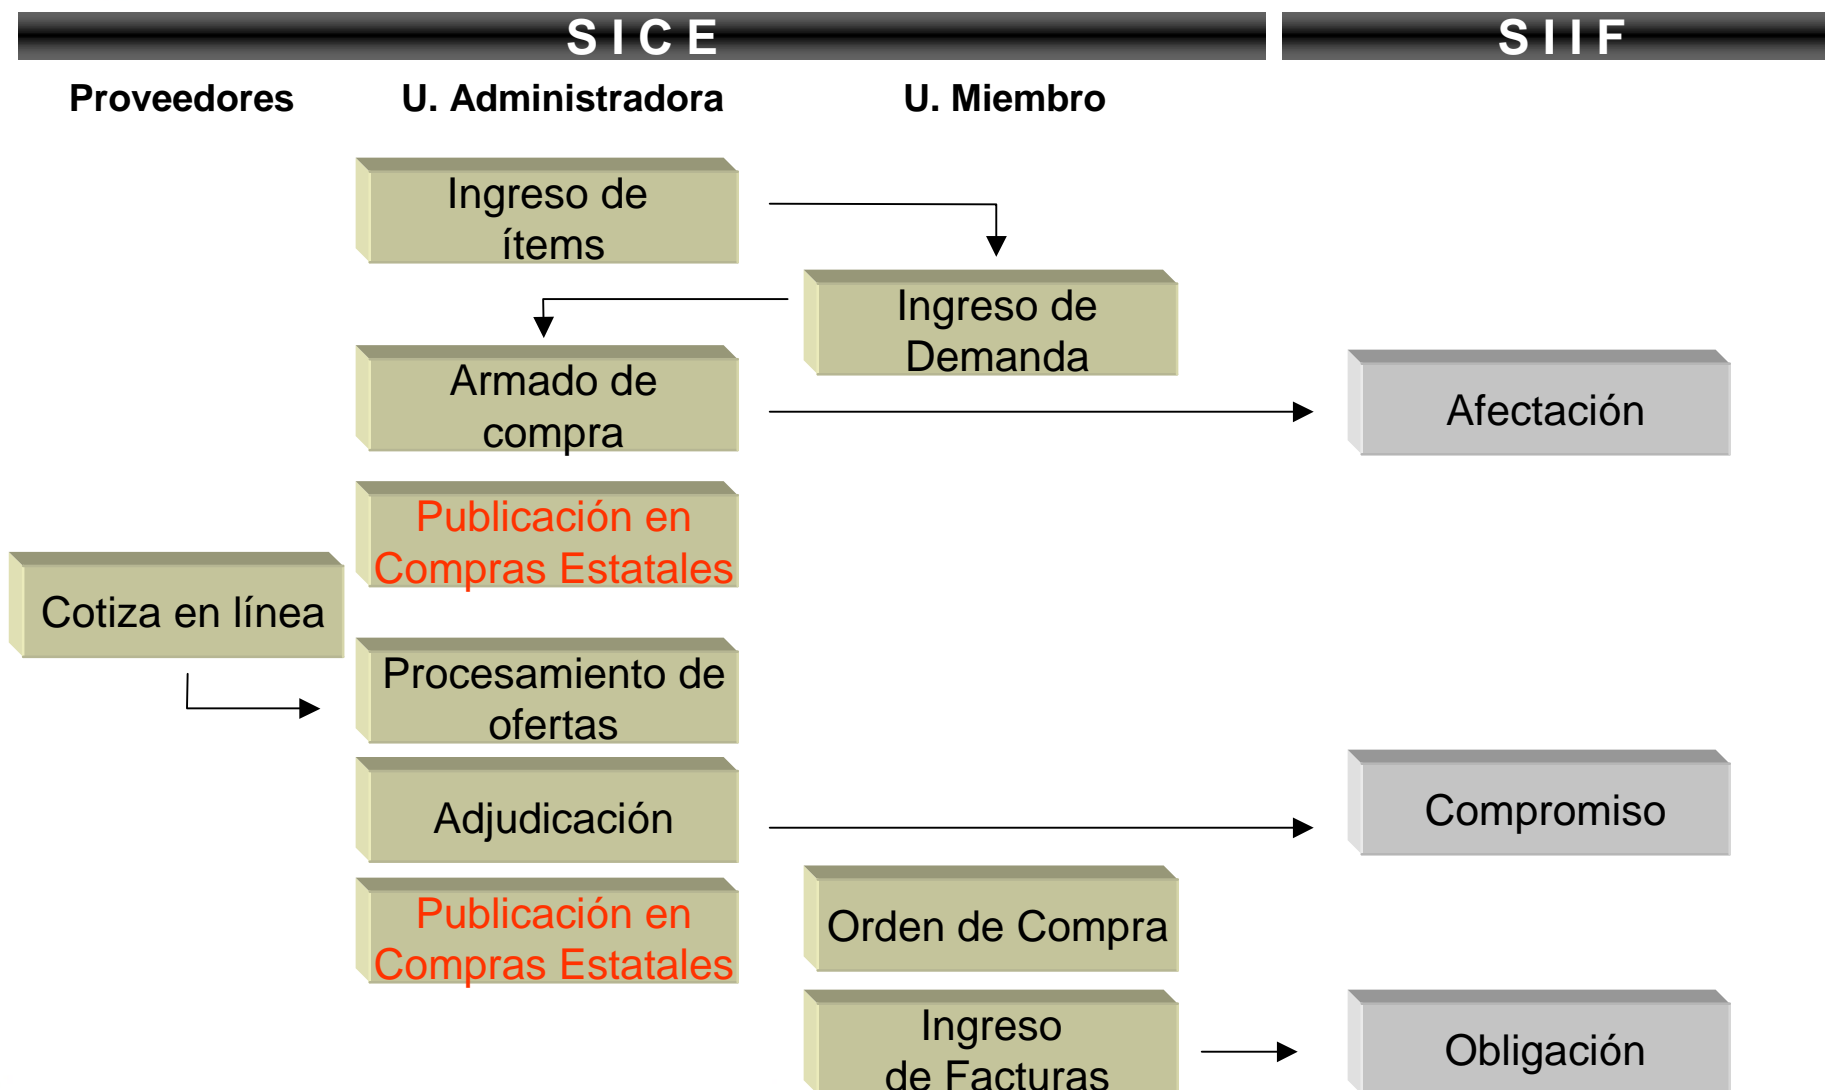 S I C E
S I I F
Proveedores
U. Administradora
U. Miembro
Ingreso de
ítems
Ingreso de
Demanda
Armado de
compra
Afectación
Publicación en
Compras Estatales
Cotiza en línea
Procesamiento de
ofertas
Adjudicación
Compromiso
Publicación en
Compras Estatales
Orden de Compra
Ingreso
de Facturas
Obligación